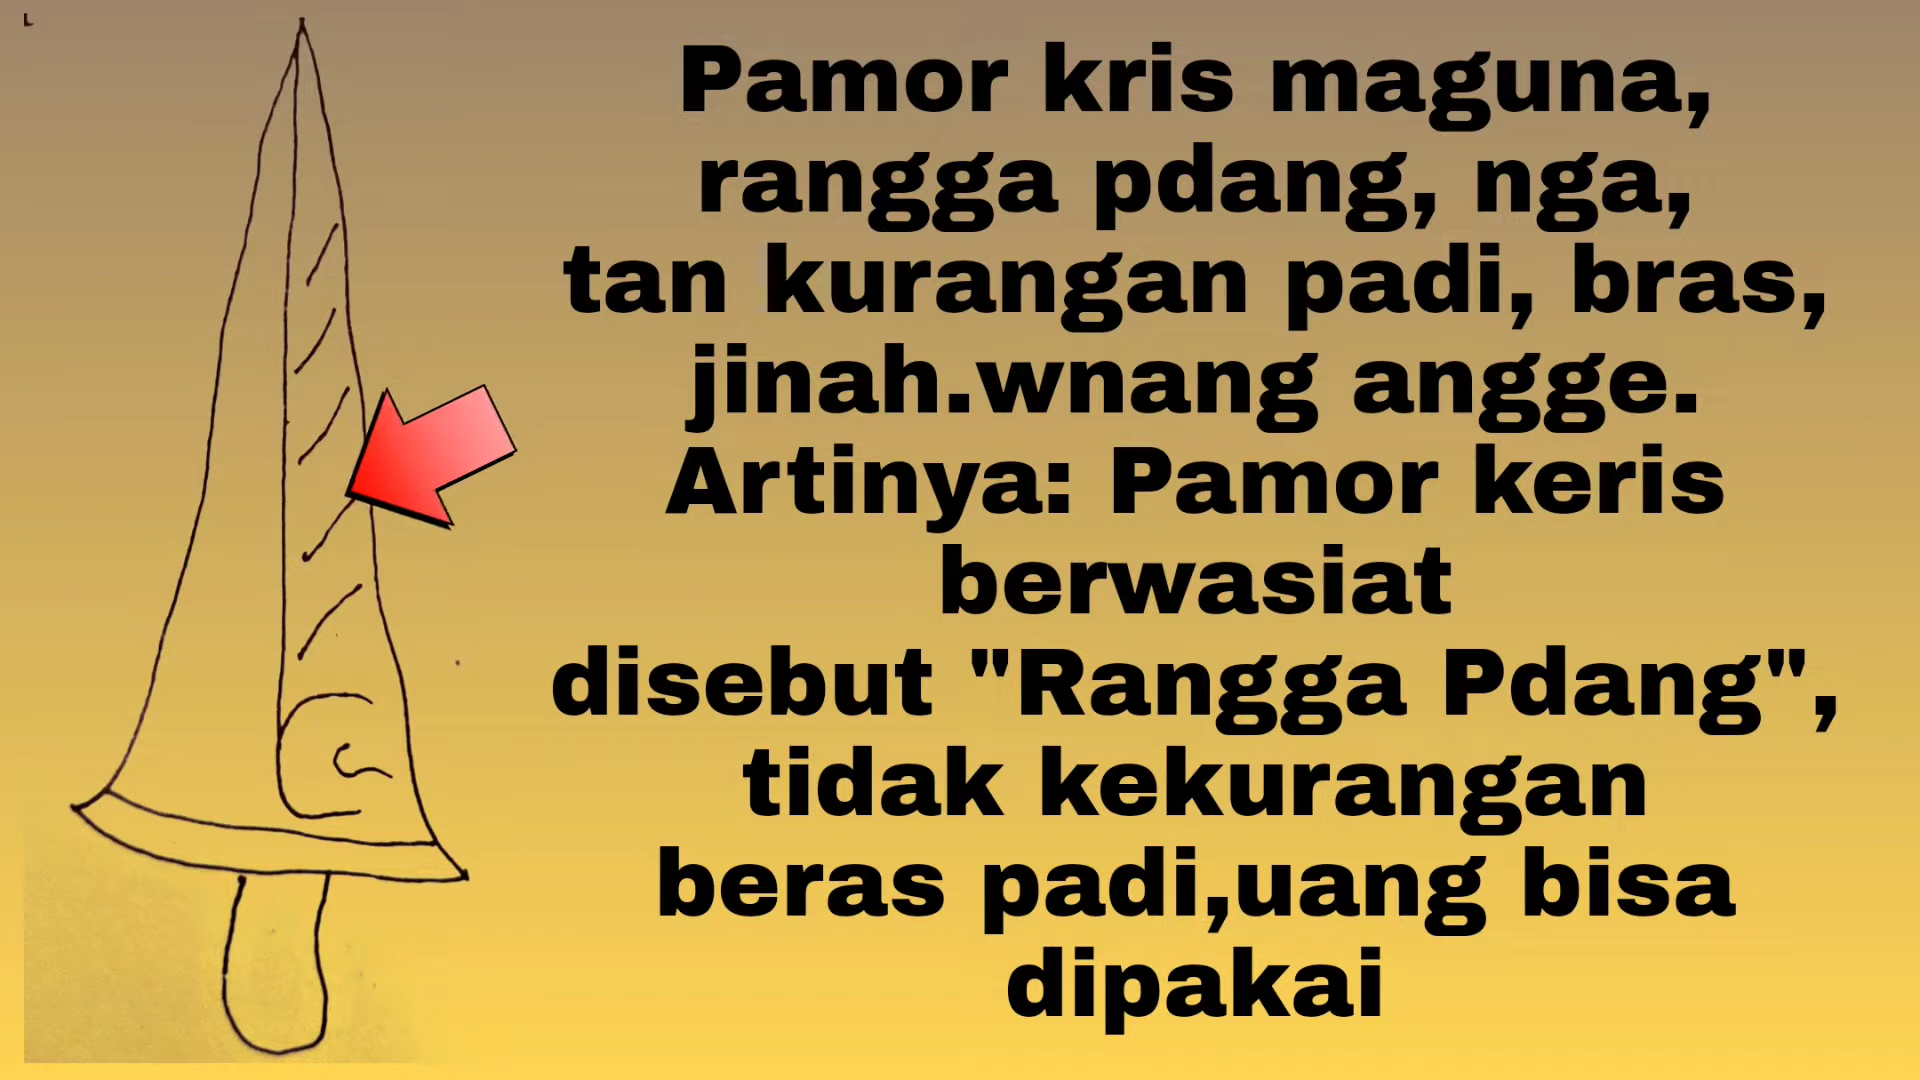 Pamor kris maguna,
rangga pdang, nga,
tan kurangan padi, bras,
jinah.wnang angge.
Artinya: Pamor keris
berwasiat
disebut "Rangga Pdang",
tidak kekurangan
beras padi,uang bisa
dipakai